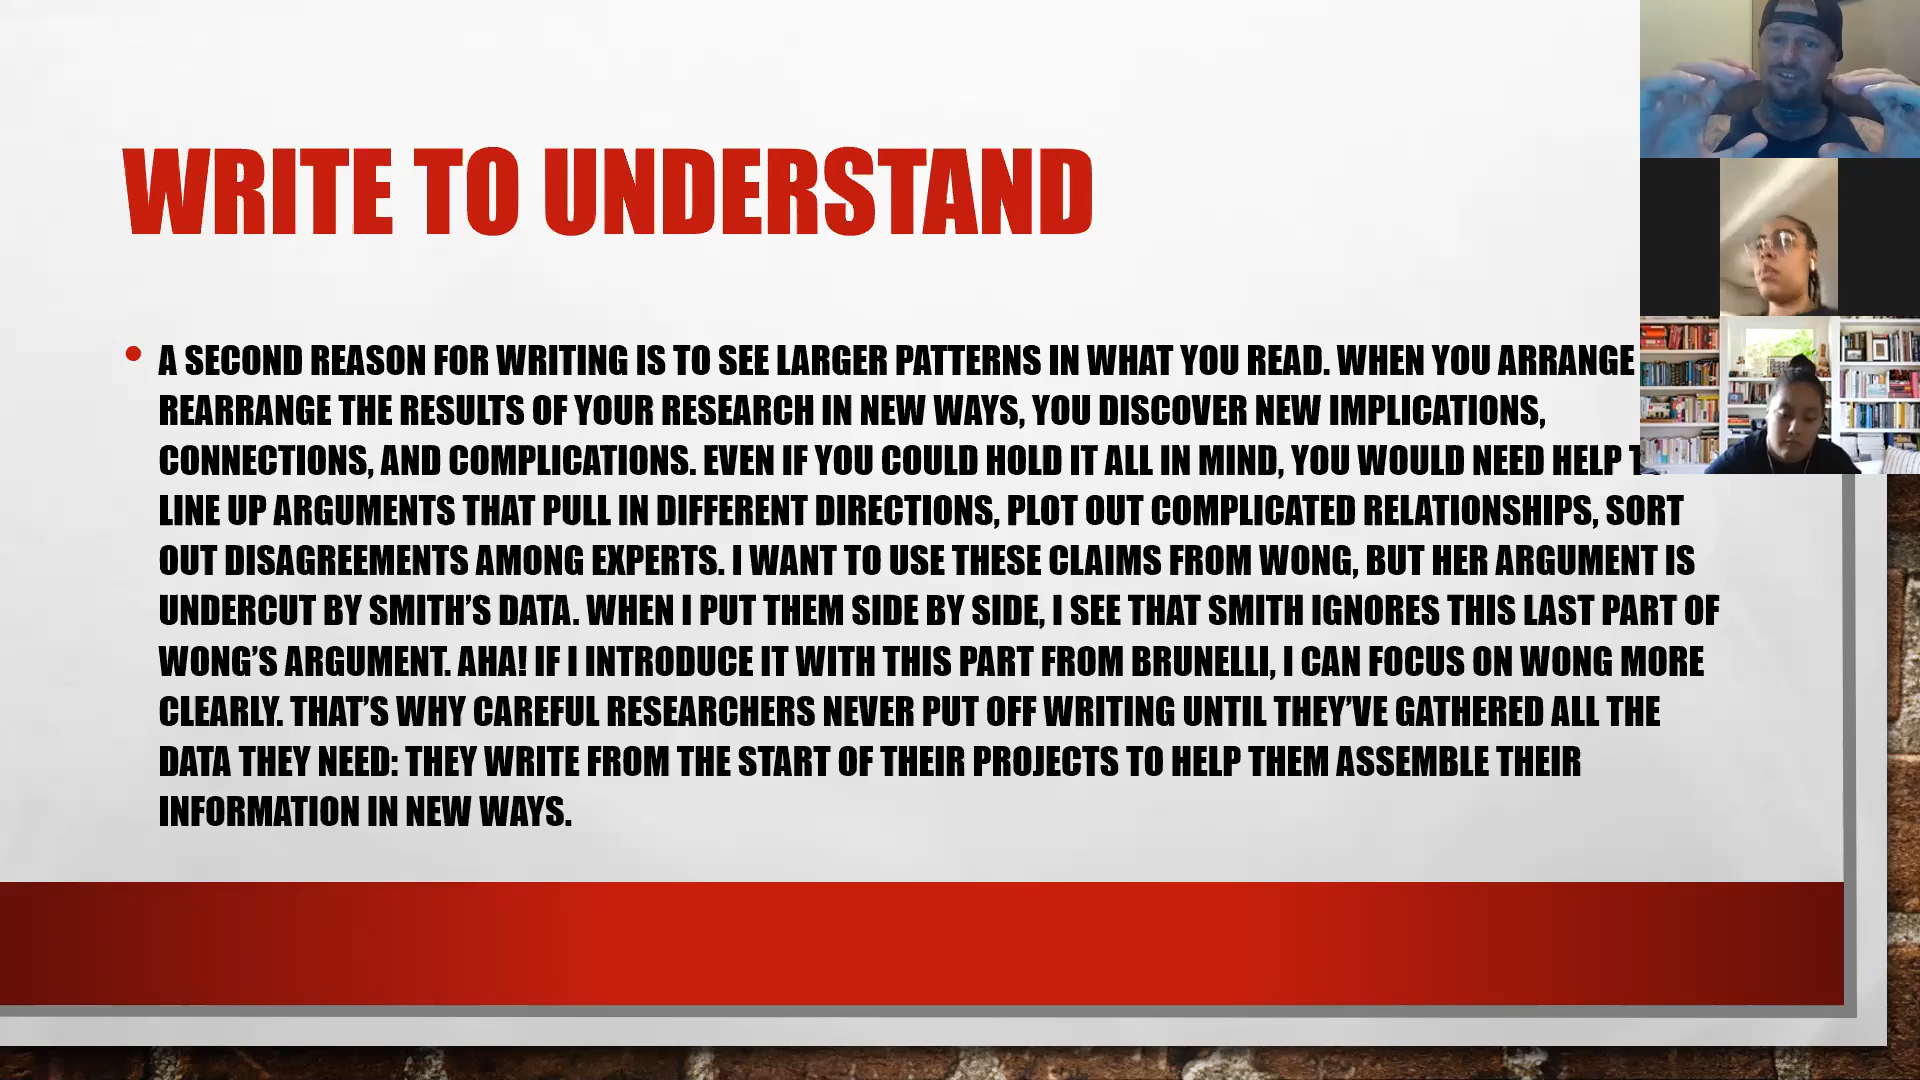 WRITE TO UNDERSTAND
• A SECOND REASON FOR WRITING IS TO SEE LARGER PATTERNS IN WHAT YOU READ. WHEN YOU ARRANGE
REARRANGE THE RESULTS OF YOUR RESEARCH IN NEW WAYS, YOU DISCOVER NEW IMPLICATIONS,
CONNECTIONS, AND COMPLICATIONS. EVEN IF YOU COULD HOLD IT ALL IN MIND, YOU WOULD NEED HELP
LINE UP ARGUMENTS THAT PULL IN DIFFERENT DIRECTIONS, PLOT OUT COMPLICATED RELATIONSHIPS, SORT
OUT DISAGREEMENTS AMONG EXPERTS. I WANT TO USE THESE CLAIMS FROM WONG, BUT HER ARGUMENT IS
UNDERCUT BY SMITH’S DATA. WHEN I PUT THEM SIDE BY SIDE, I SEE THAT SMITH IGNORES THIS LAST PART OF
WONG’S ARGUMENT. AHA! IF I INTRODUCE IT WITH THIS PART FROM BRUNELLI, I CAN FOCUS ON WONG MORE
CLEARLY. THAT’S WHY CAREFUL RESEARCHERS NEVER PUT OFF WRITING UNTIL THEY’VE GATHERED ALL THE
DATA THEY NEED: THEY WRITE FROM THE START OF THEIR PROJECTS TO HELP THEM ASSEMBLE THEIR
INFORMATION IN NEW WAYS.